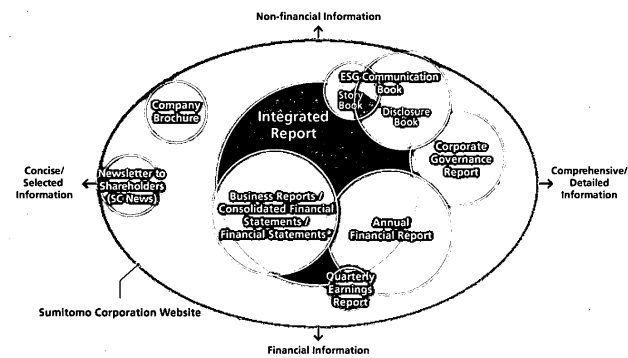 Non-financial Information
ESG Communication
Book
Story
Book
Disclosure
Book
Company
Brochure
Integrated
Report
Corporate
Governance
Report
Concise/
Selected
Information
Newsletter to
Shareholders
(SC News)
Comprehensive/
Detailed
Information
Business Reports /
Consolidated Financial
Statements /
Financial Statements*
Annual
Financial Report
Quarterly
Earnings
Report
Sumitomo Corporation Website
Financial Information